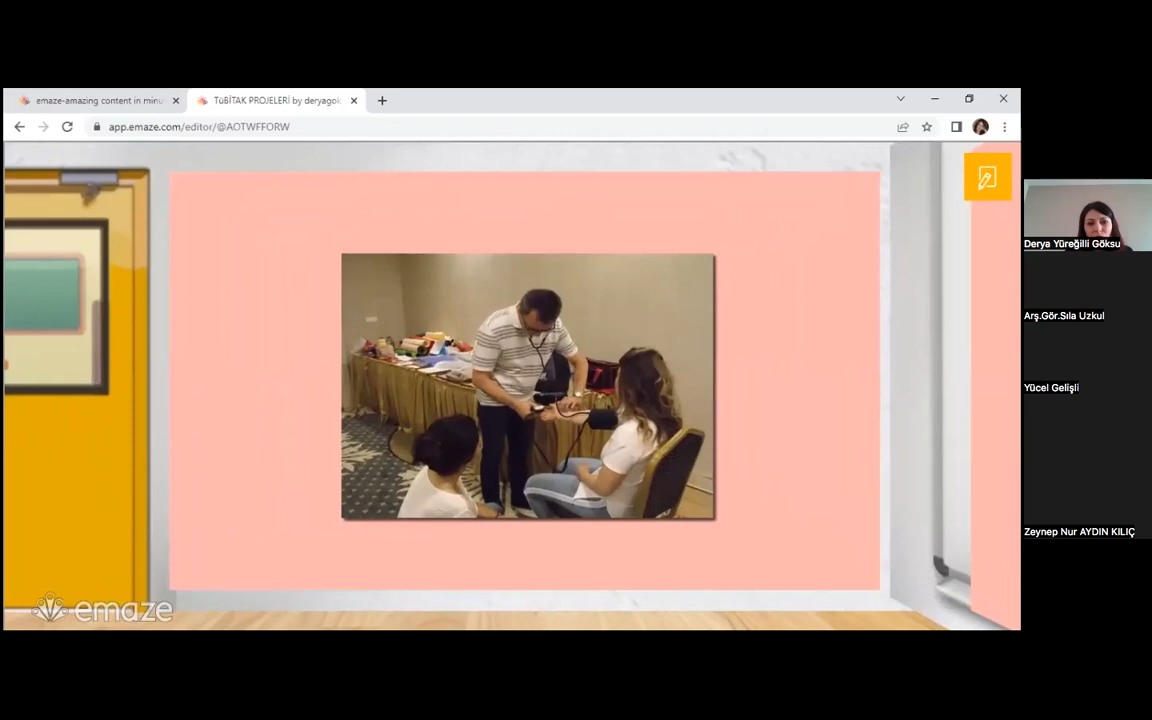 emaze-amazing content in minu
TÜBİTAK PROJELERİ by deryagok
app.emaze.com/editor/@AOTWFFORW
Derya Yüreğilli Göksu
Arş.Gör.Sıla Uzkul
Yücel Gelişli
Zeynep Nur AYDIN KILIÇ
emaze